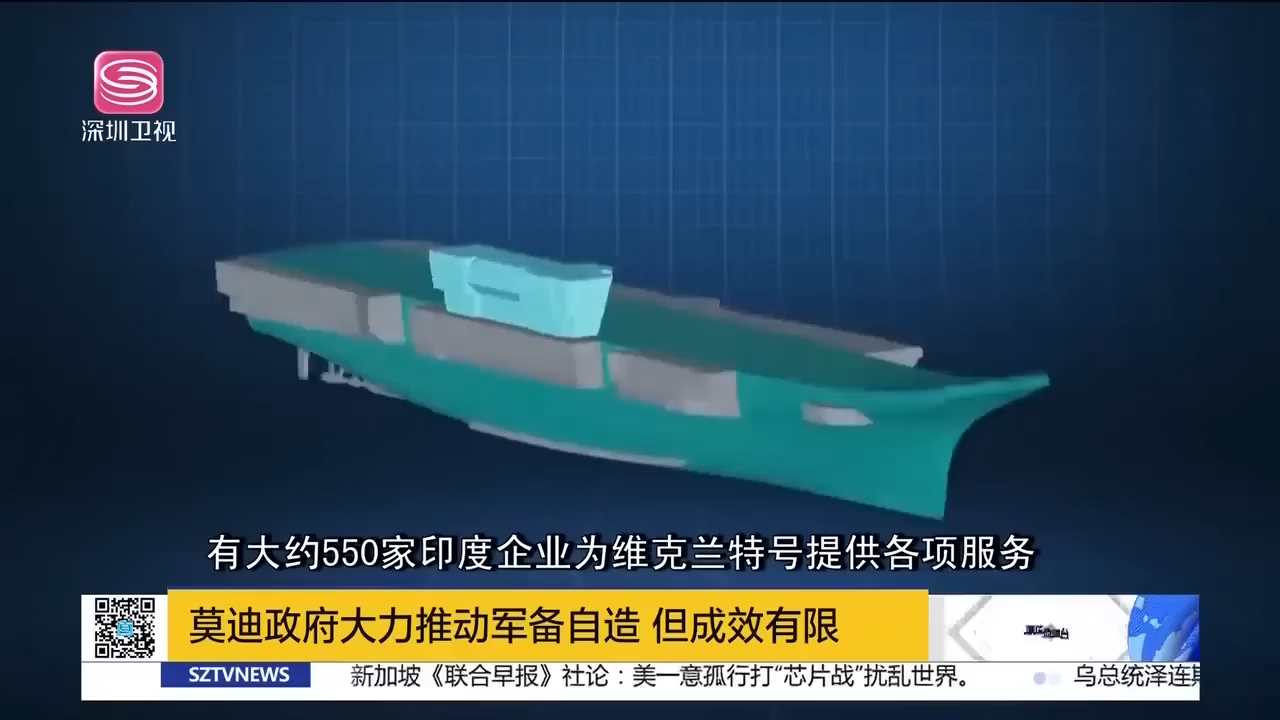 深圳卫视
有大约550家印度企业为维克兰特号提供各项服务
莫迪政府大力推动军备自造 但成效有限
SZTVNEWS
新加坡《联合早报》社论：美一意孤行打“芯片战”扰乱世界。
乌总统泽连